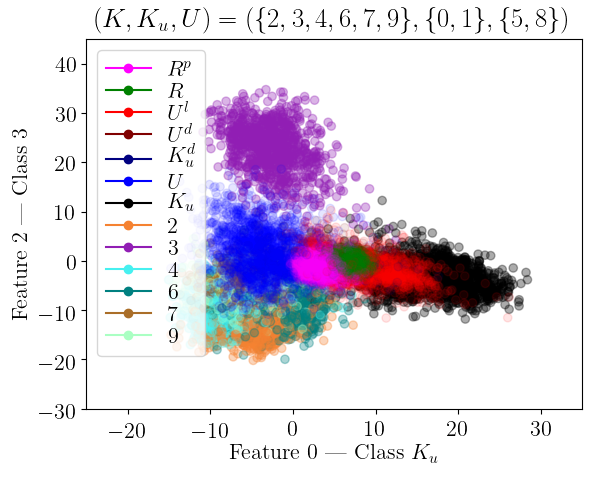 (K, K_u, U) = ({2, 3, 4, 6, 7, 9}, {0, 1}, {5, 8})
40
30
20
10
0
−10
−20
−30
Feature 2 — Class 3
R^p
R
U^l
U^d
K_u^d
U
K_u
2
3
4
6
7
9
−20 −10 0 10 20 30
Feature 0 — Class K_u